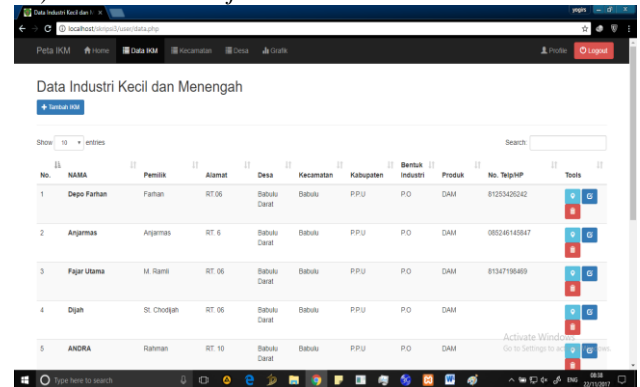 Data Industri Kecil dan M
yogin
localhost/skripsi3/user/data.php
Peta IKM Home Data IKM Kecamatan Desa Grafik Profile Logout
Data Industri Kecil dan Menengah
+ Tambah IKM
Show 10 entries Search:
No. NAMA Pemilik Alamat Desa Kecamatan Kabupaten Bentuk Industri Produk No. Telp/HP Tools
1 Depo Farhan Farhan RT.06 Babulu Darat Babulu P.P.U P.O DAM 81253426242
2 Anjarmas Anjarmas RT. 6 Babulu Darat Babulu P.P.U P.O DAM 085246145847
3 Fajar Utama M. Ramli RT. 06 Babulu Darat Babulu P.P.U P.O DAM 81347198469
4 Dijah St. Chodijah RT. 06 Babulu Darat Babulu P.P.U P.O DAM
5 ANDRA Rahman RT. 10 Babulu Darat Babulu P.P.U P.O DAM
Activate Windows
Go to Settings to
Type here to search
ENG 08:38
22/11/2017